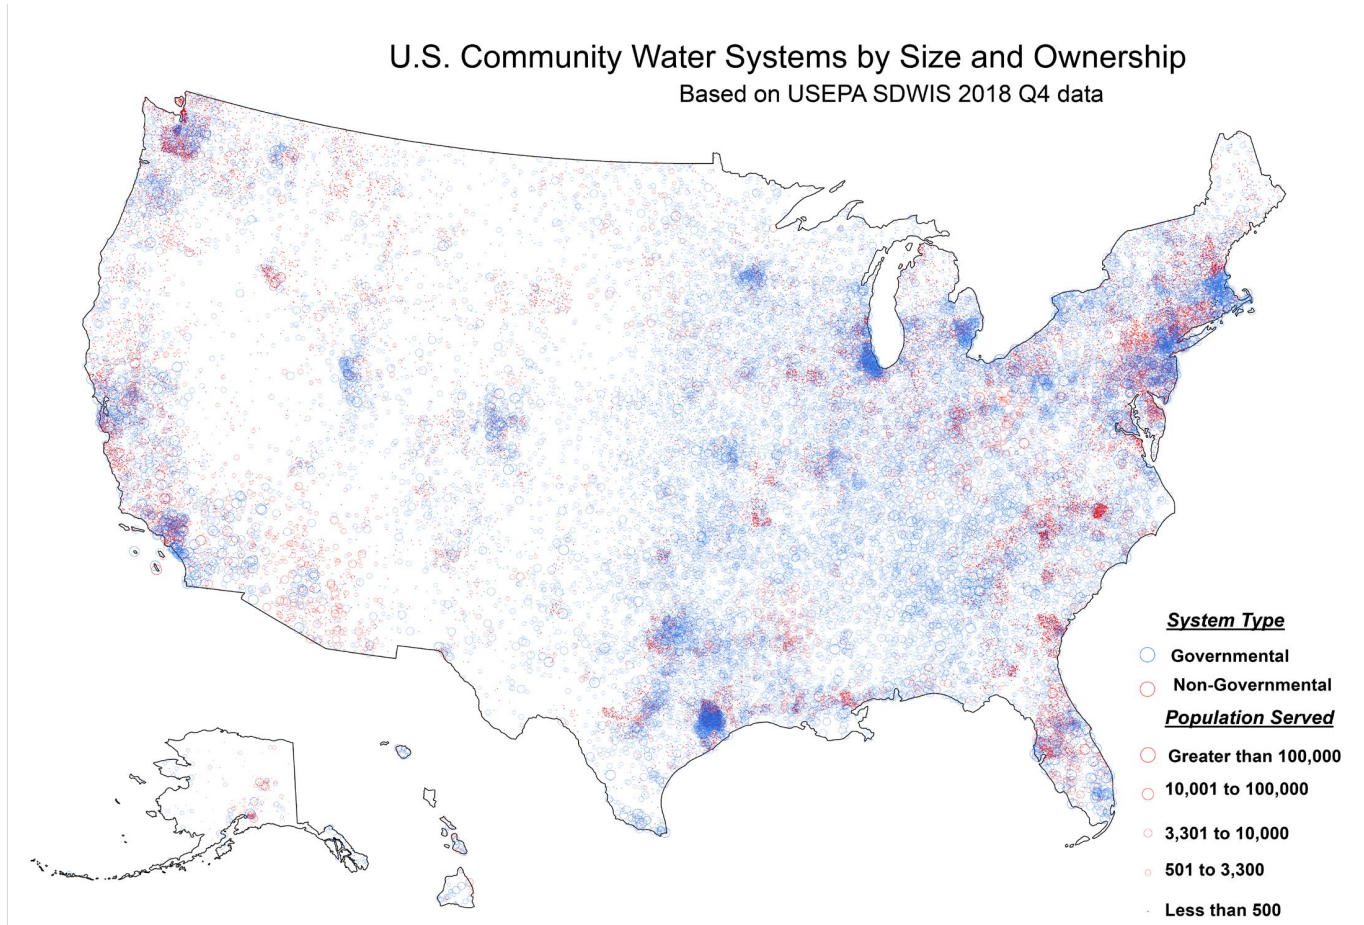 U.S. Community Water Systems by Size and Ownership
Based on USEPA SDWIS 2018 Q4 data
System Type
Governmental
Non-Governmental
Population Served
Greater than 100,000
10,001 to 100,000
3,301 to 10,000
501 to 3,300
Less than 500